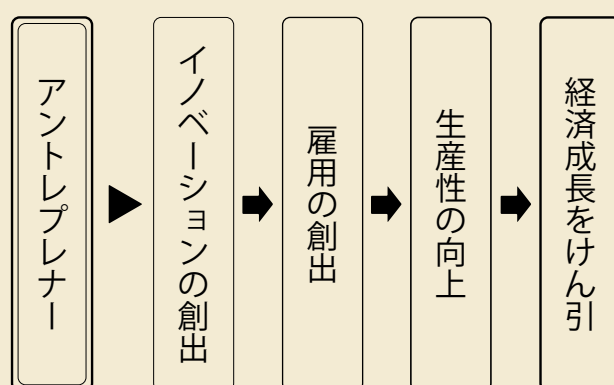 アントレプレナー
イノベーションの創出
雇用の創出
生産性の向上
経済成長をけん引